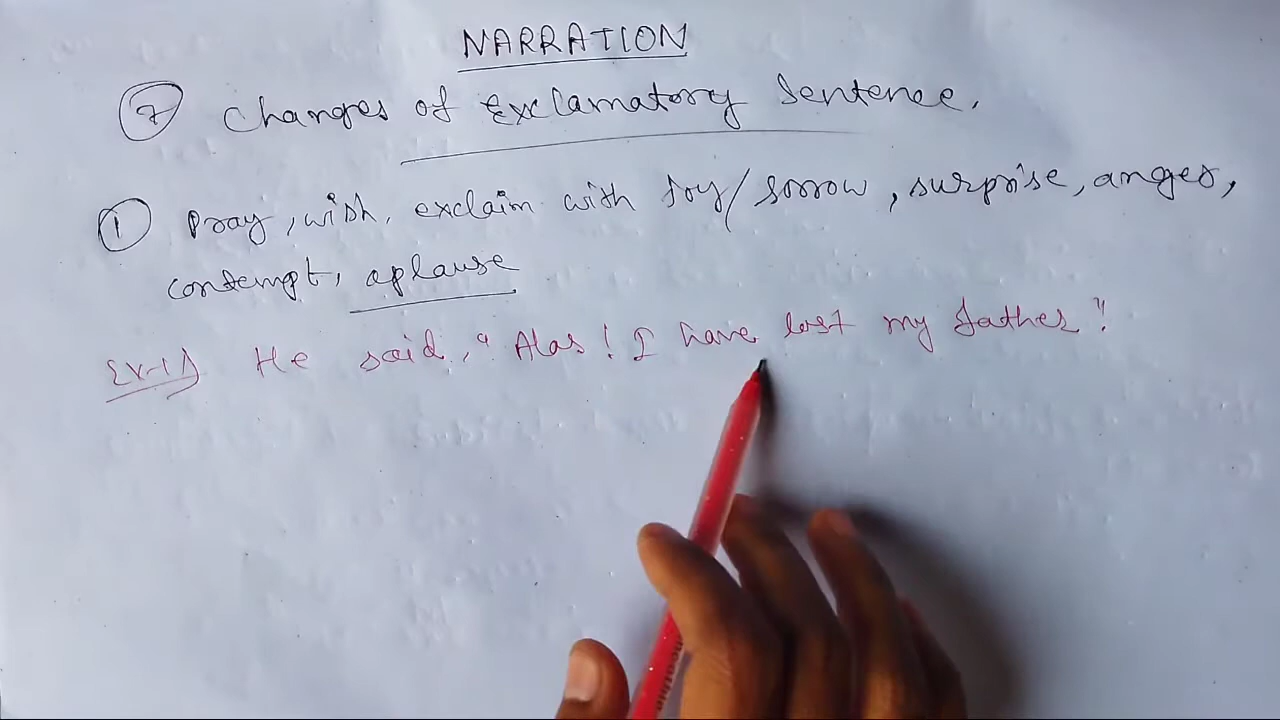 NARRATION
7 Changes of Exclamatory Sentence.
1 Pray, wish, exclaim with Joy/sorrow, surprise, anger,
contempt, aplause
Ex-1) He said, "Alas! I have lost my father"!